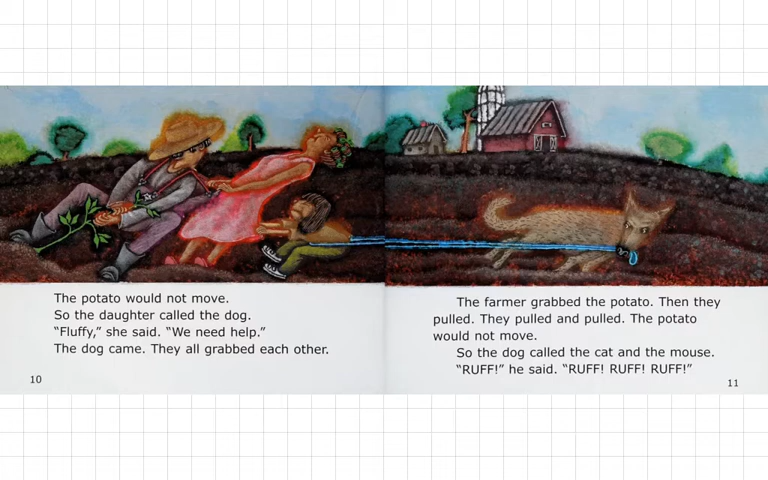 The potato would not move.
So the daughter called the dog.
“Fluffy,” she said. “We need help.”
The dog came. They all grabbed each other.
10
The farmer grabbed the potato. Then they
pulled. They pulled and pulled. The potato
would not move.
So the dog called the cat and the mouse.
“RUFF!” he said. “RUFF! RUFF! RUFF!”
11